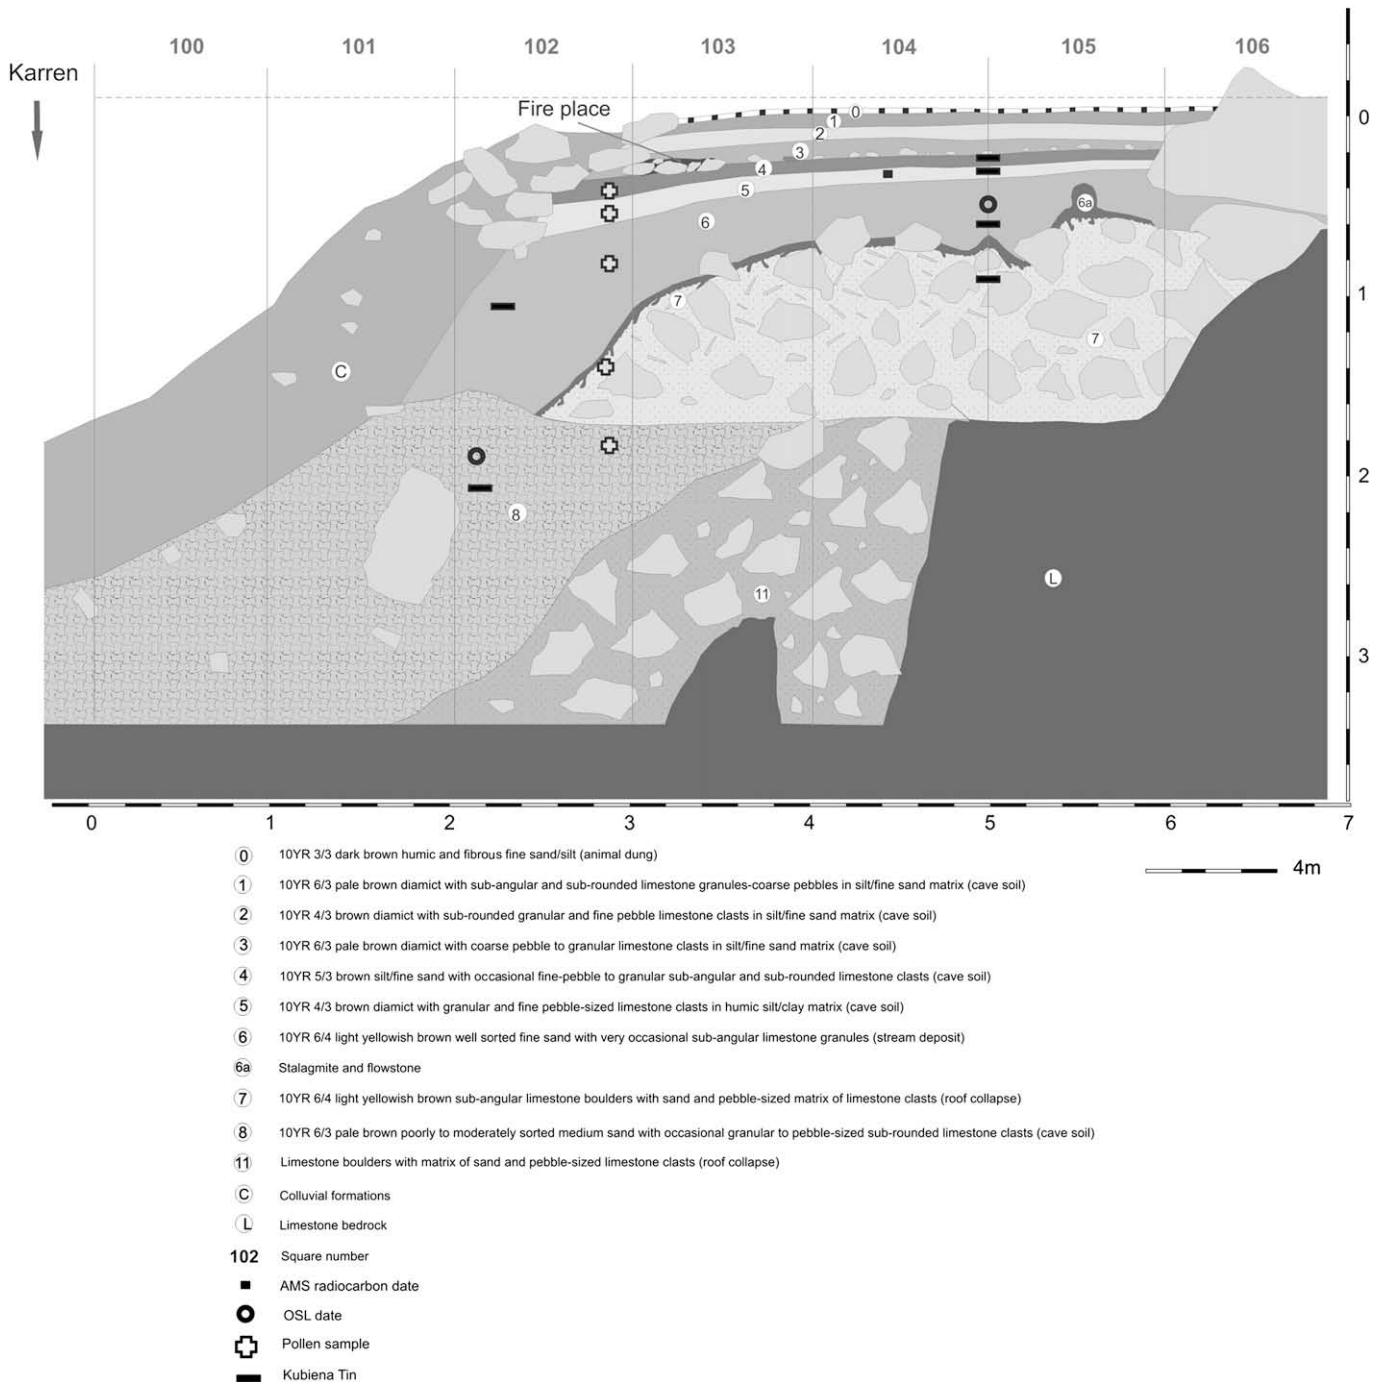 100 101 102 103 104 105 106
Karren
Fire place
0
1
2
3
4
5
6
6a
7
7
C
8
11
L
0
1
2
3
0 1 2 3 4 5 6 7
4m
0 10YR 3/3 dark brown humic and fibrous fine sand/silt (animal dung)
1 10YR 6/3 pale brown diamict with sub-angular and sub-rounded limestone granules-coarse pebbles in silt/fine sand matrix (cave soil)
2 10YR 4/3 brown diamict with sub-rounded granular and fine pebble limestone clasts in silt/fine sand matrix (cave soil)
3 10YR 6/3 pale brown diamict with coarse pebble to granular limestone clasts in silt/fine sand matrix (cave soil)
4 10YR 5/3 brown silt/fine sand with occasional fine-pebble to granular sub-angular and sub-rounded limestone clasts (cave soil)
5 10YR 4/3 brown diamict with granular and fine pebble-sized limestone clasts in humic silt/clay matrix (cave soil)
6 10YR 6/4 light yellowish brown well sorted fine sand with very occasional sub-angular limestone granules (stream deposit)
6a Stalagmite and flowstone
7 10YR 6/4 light yellowish brown sub-angular limestone boulders with sand and pebble-sized matrix of limestone clasts (roof collapse)
8 10YR 6/3 pale brown poorly to moderately sorted medium sand with occasional granular to pebble-sized sub-rounded limestone clasts (cave soil)
11 Limestone boulders with matrix of sand and pebble-sized limestone clasts (roof collapse)
C Colluvial formations
L Limestone bedrock
102 Square number
AMS radiocarbon date
OSL date
Pollen sample
Kubiena Tin